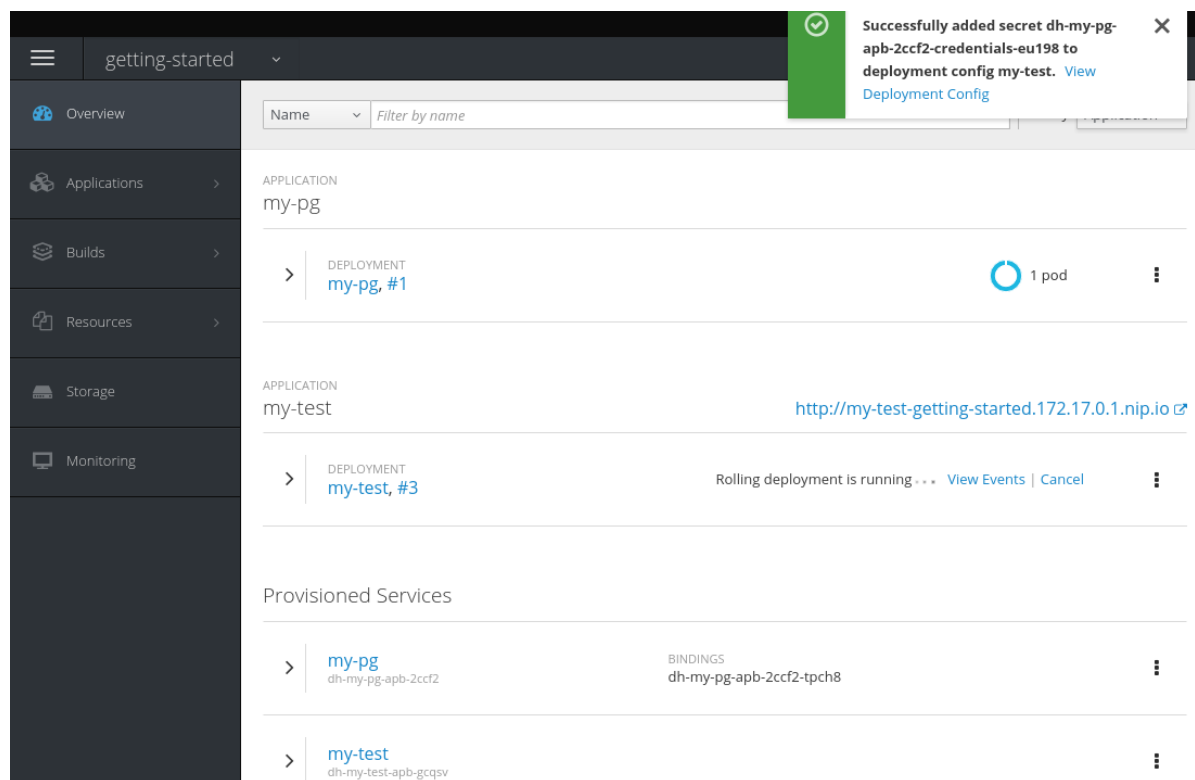 Successfully added secret dh-my-pg-
apb-2ccf2-credentials-eu198 to
deployment config my-test. View
Deployment Config
getting-started
Overview
Name
Filter by name
Applications
Builds
Resources
Storage
Monitoring
APPLICATION
my-pg
DEPLOYMENT
my-pg, #1
1 pod
APPLICATION
my-test
http://my-test-getting-started.172.17.0.1.nip.io
DEPLOYMENT
my-test, #3
Rolling deployment is running View Events | Cancel
Provisioned Services
my-pg
dh-my-pg-apb-2ccf2
BINDINGS
dh-my-pg-apb-2ccf2-tpch8
my-test
dh-my-test-apb-gcqsv